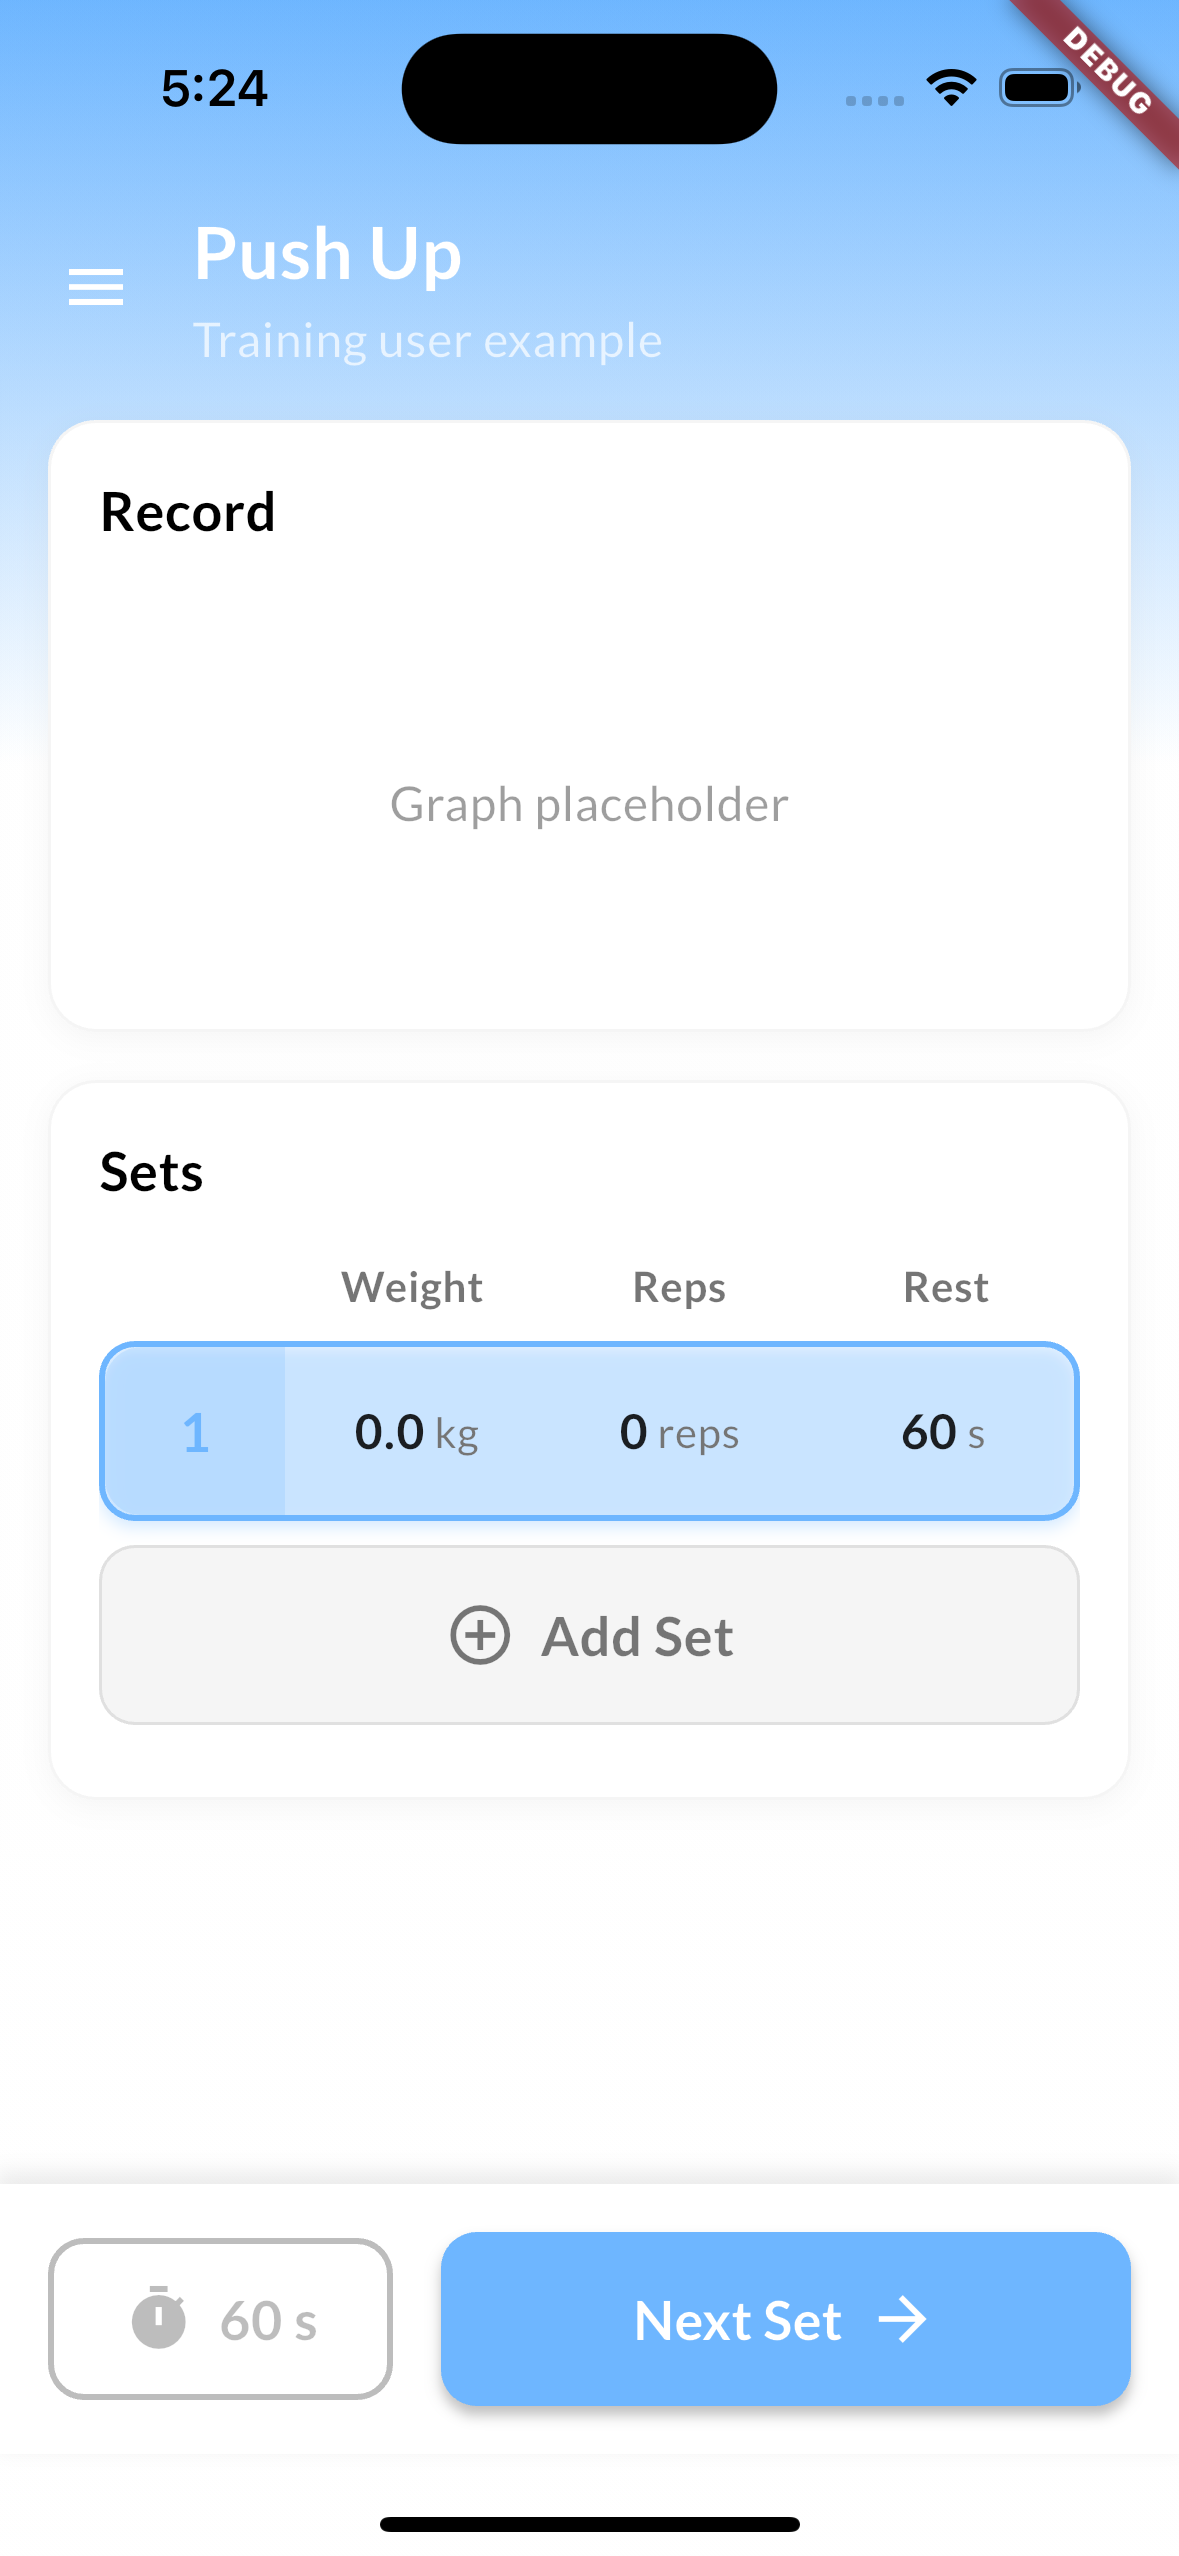 5:24
DEBUG
Push Up
Training user example
Record
Graph placeholder
Sets
Weight Reps Rest
1 0.0 kg 0 reps 60 s
Add Set
60 s Next Set